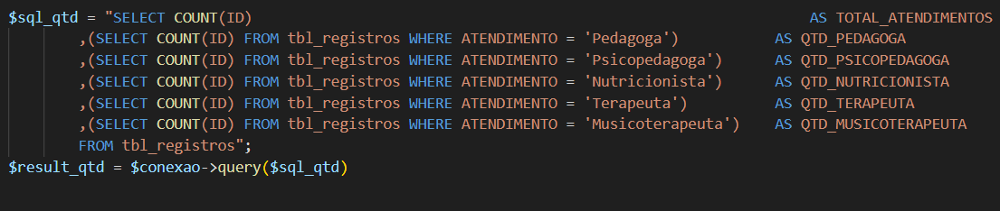 $sql_qtd = "SELECT COUNT(ID) AS TOTAL_ATENDIMENTOS
,(SELECT COUNT(ID) FROM tbl_registros WHERE ATENDIMENTO = 'Pedagoga') AS QTD_PEDAGOGA
,(SELECT COUNT(ID) FROM tbl_registros WHERE ATENDIMENTO = 'Psicopedagoga') AS QTD_PSICOPEDAGOGA
,(SELECT COUNT(ID) FROM tbl_registros WHERE ATENDIMENTO = 'Nutricionista') AS QTD_NUTRICIONISTA
,(SELECT COUNT(ID) FROM tbl_registros WHERE ATENDIMENTO = 'Terapeuta') AS QTD_TERAPEUTA
,(SELECT COUNT(ID) FROM tbl_registros WHERE ATENDIMENTO = 'Musicoterapeuta') AS QTD_MUSICOTERAPEUTA
FROM tbl_registros";
$result_qtd = $conexao->query($sql_qtd)